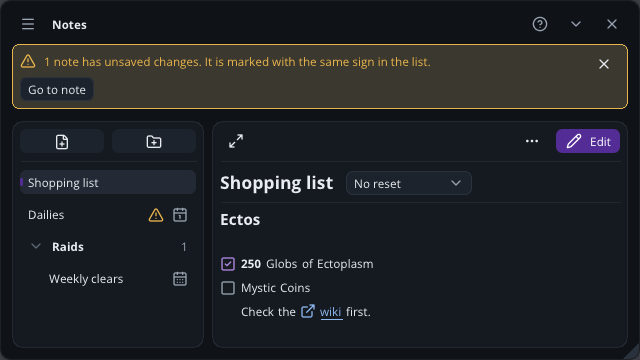 Notes
1 note has unsaved changes. It is marked with the same sign in the list.
Go to note
Edit
Shopping list
Dailies
1
Raids 1
Weekly clears
Shopping list No reset
Ectos
250 Globs of Ectoplasm
Mystic Coins
Check the wiki first.